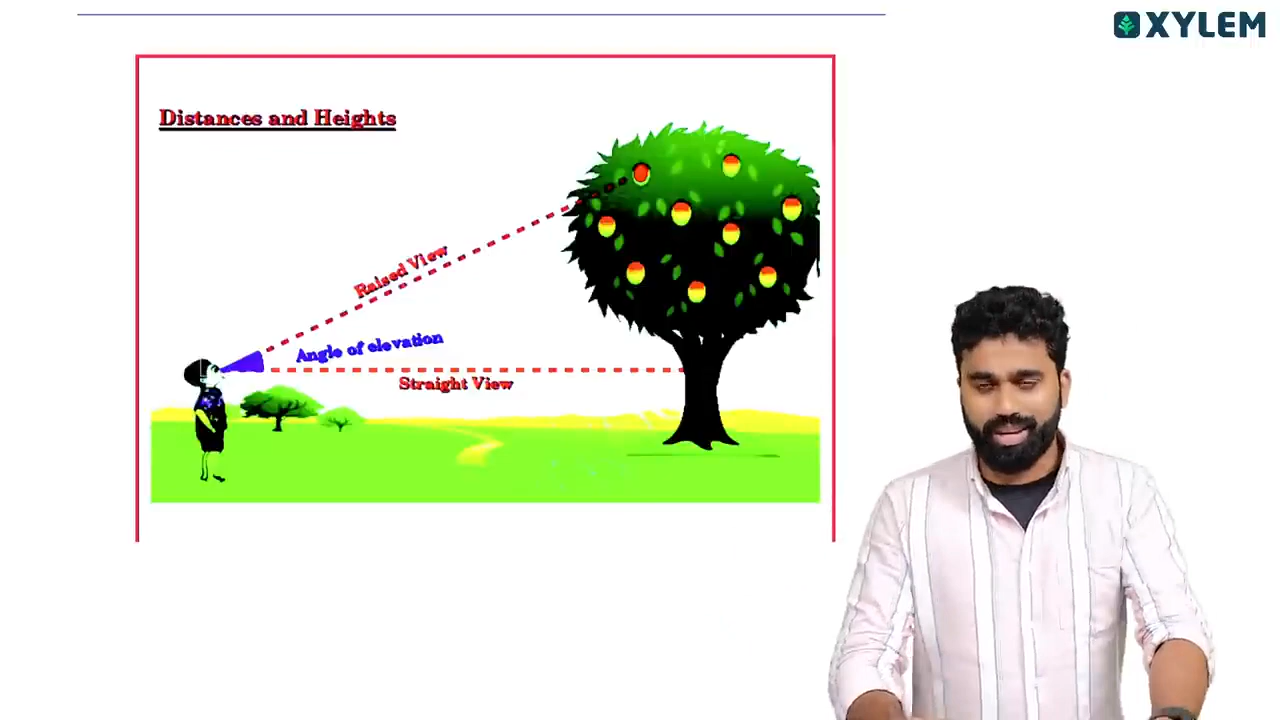 XYLEM
Distances and Heights
Raised View
Angle of elevation
Straight View